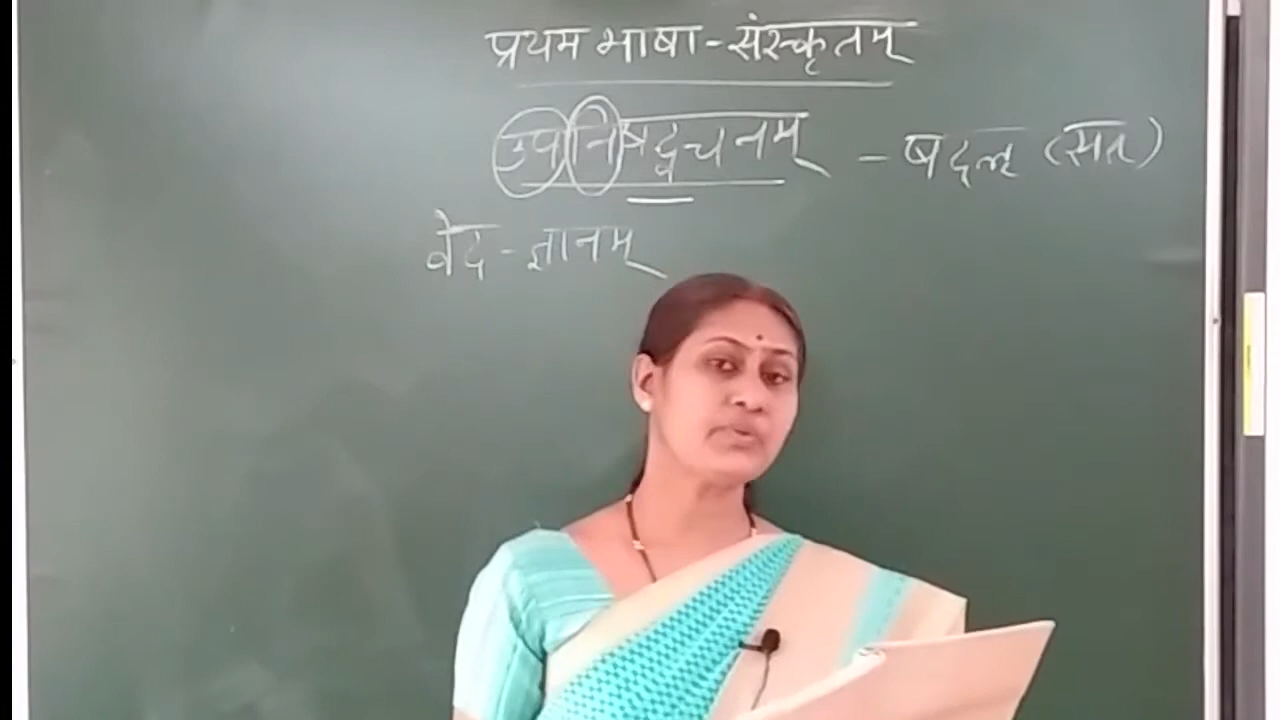 प्रथम भाषा - संस्कृतम्
उपनिषद्वचनम् - षद्लृ (सत्)
वेद - ज्ञानम्